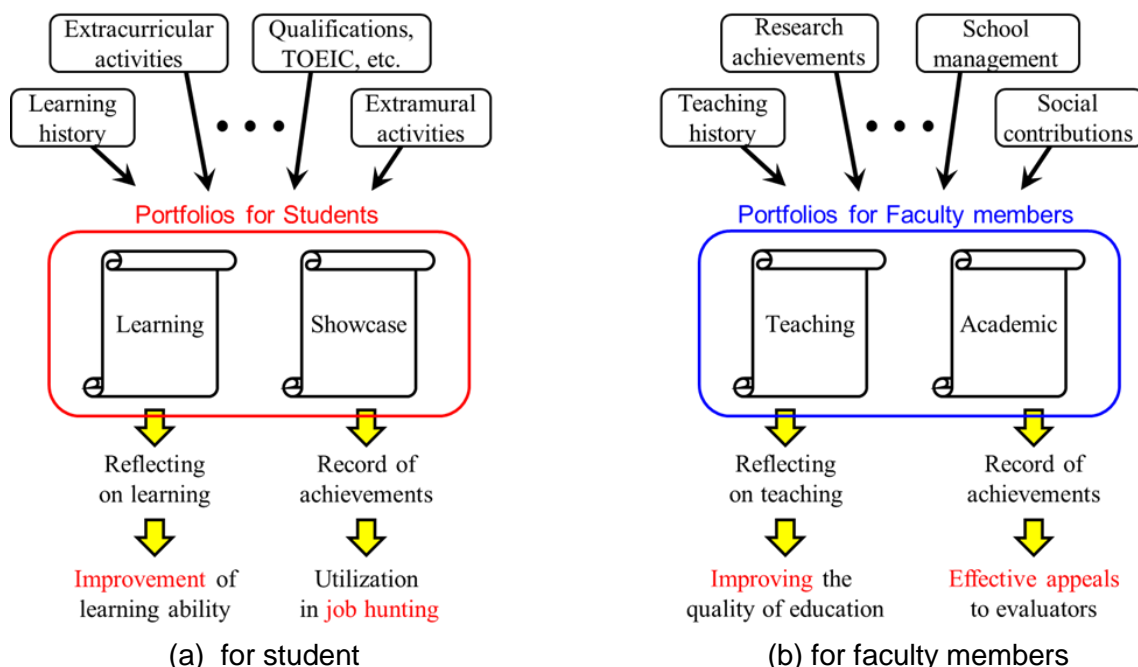 Extracurricular
activities
Qualifications,
TOEIC, etc.
Learning
history
Extramural
activities
Portfolios for Students
Learning
Showcase
Reflecting
on learning
Record of
achievements
Improvement of
learning ability
Utilization
in job hunting
(a) for student
Research
achievements
School
management
Teaching
history
Social
contributions
Portfolios for Faculty members
Teaching
Academic
Reflecting
on teaching
Record of
achievements
Improving the
quality of education
Effective appeals
to evaluators
(b) for faculty members